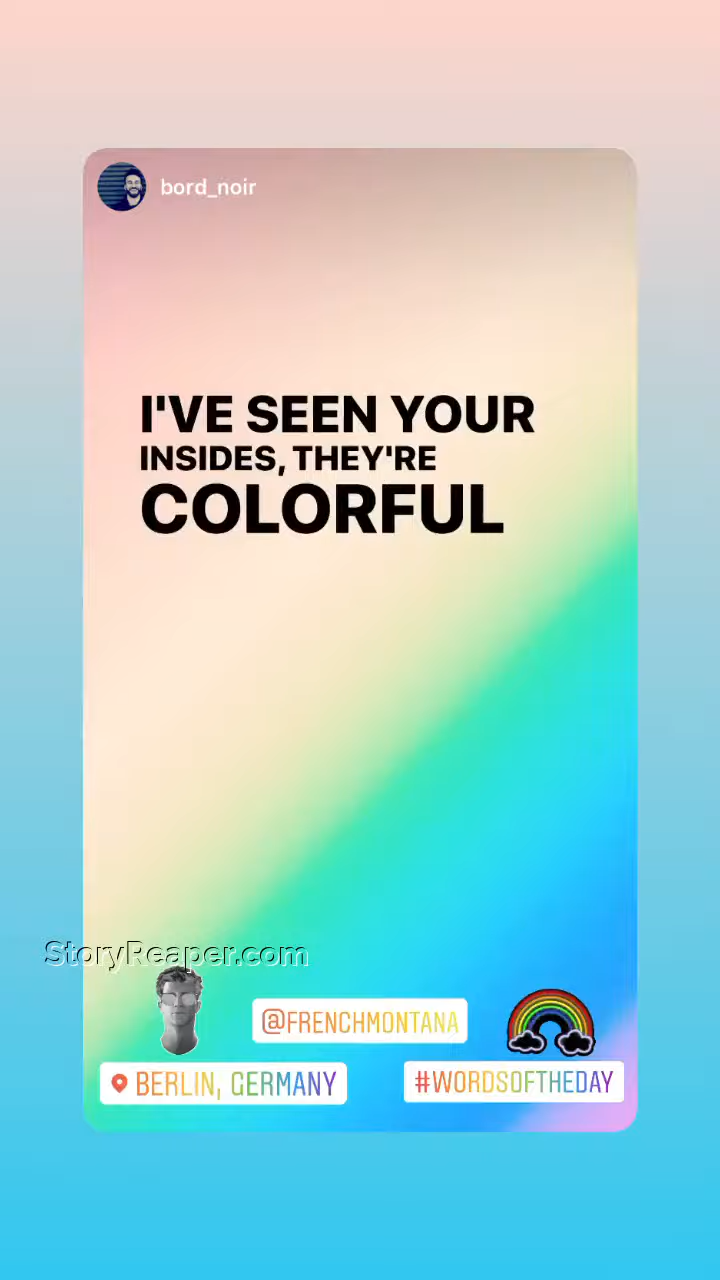 bord_noir
I'VE SEEN YOUR
INSIDES, THEY'RE
COLORFUL
StoryReaper.com
@FRENCHMONTANA
BERLIN, GERMANY
#WORDSOFTHEDAY